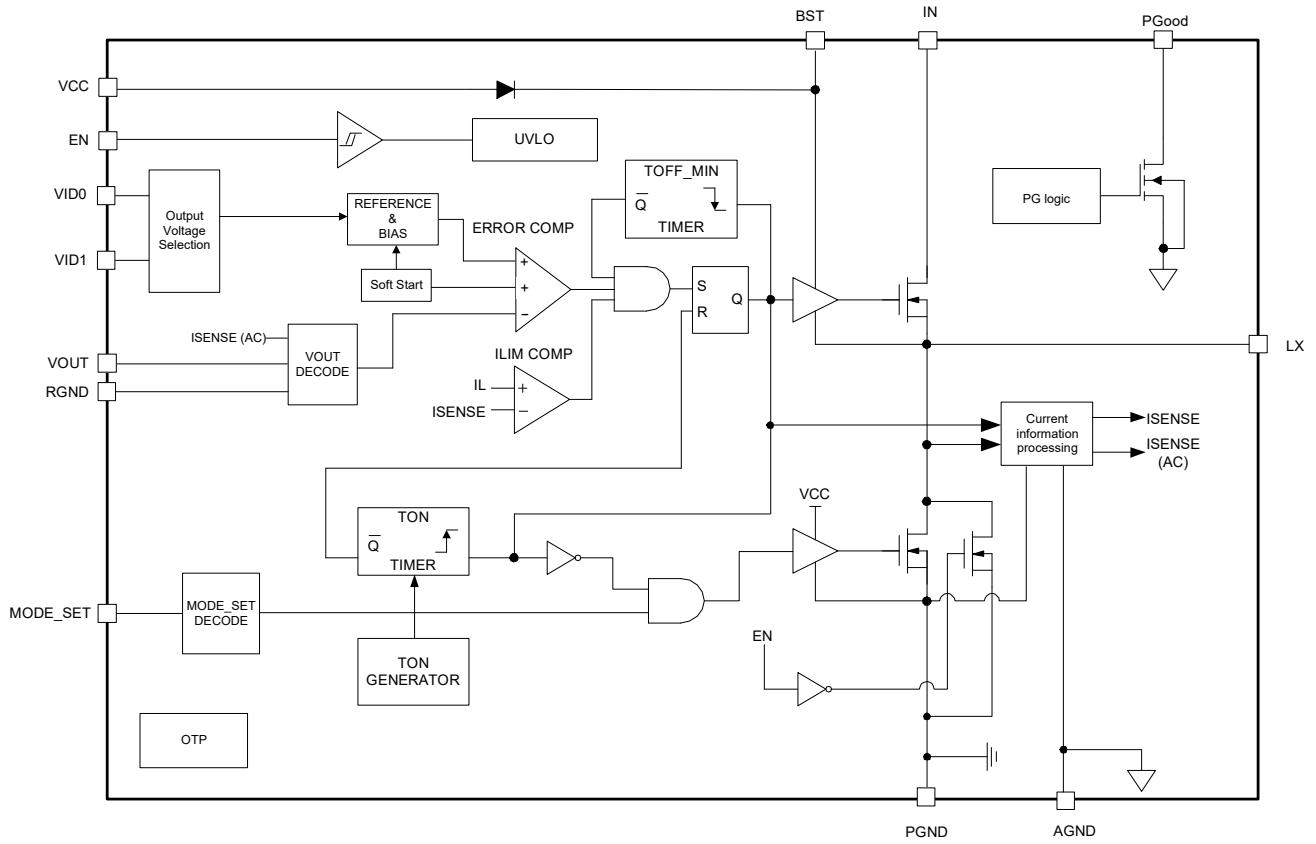 BST
IN
PGood
VCC
EN
UVLO
VID0
VID1
Output
Voltage
Selection
REFERENCE
&
BIAS
Soft Start
ERROR COMP
+
+
−
TOFF_MIN
Q
TIMER
S
R
Q
PG logic
LX
ISENSE (AC)
VOUT
RGND
VOUT
DECODE
ILIM COMP
IL
+
ISENSE
−
Current
information
processing
ISENSE
ISENSE
(AC)
VCC
TON
Q
TIMER
MODE_SET
MODE_SET
DECODE
TON
GENERATOR
EN
OTP
PGND
AGND